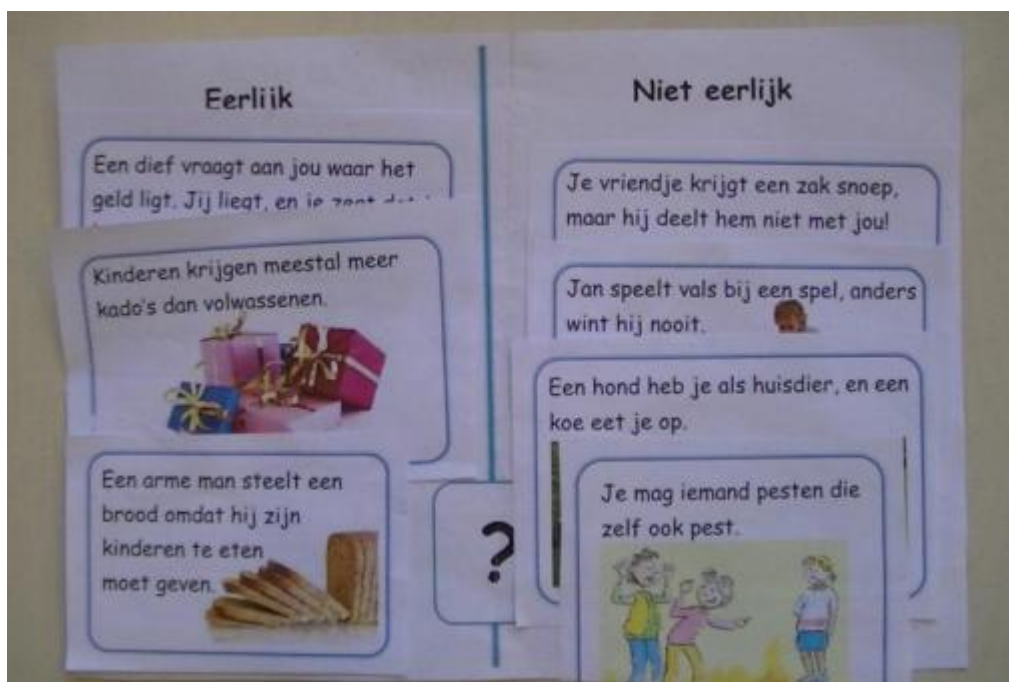 Eerlijk
Een dief vraagt aan jou waar het
geld ligt. Jij liegt, en je zegt dat
Kinderen krijgen meestal meer
kado's dan volwassenen.
Een arme man steelt een
brood omdat hij zijn
kinderen te eten
moet geven.
?
Niet eerlijk
Je vriendje krijgt een zak snoep,
maar hij deelt hem niet met jou!
Jan speelt vals bij een spel, anders
wint hij nooit.
Een hond heb je als huisdier, en een
koe eet je op.
Je mag iemand pesten die
zelf ook pest.